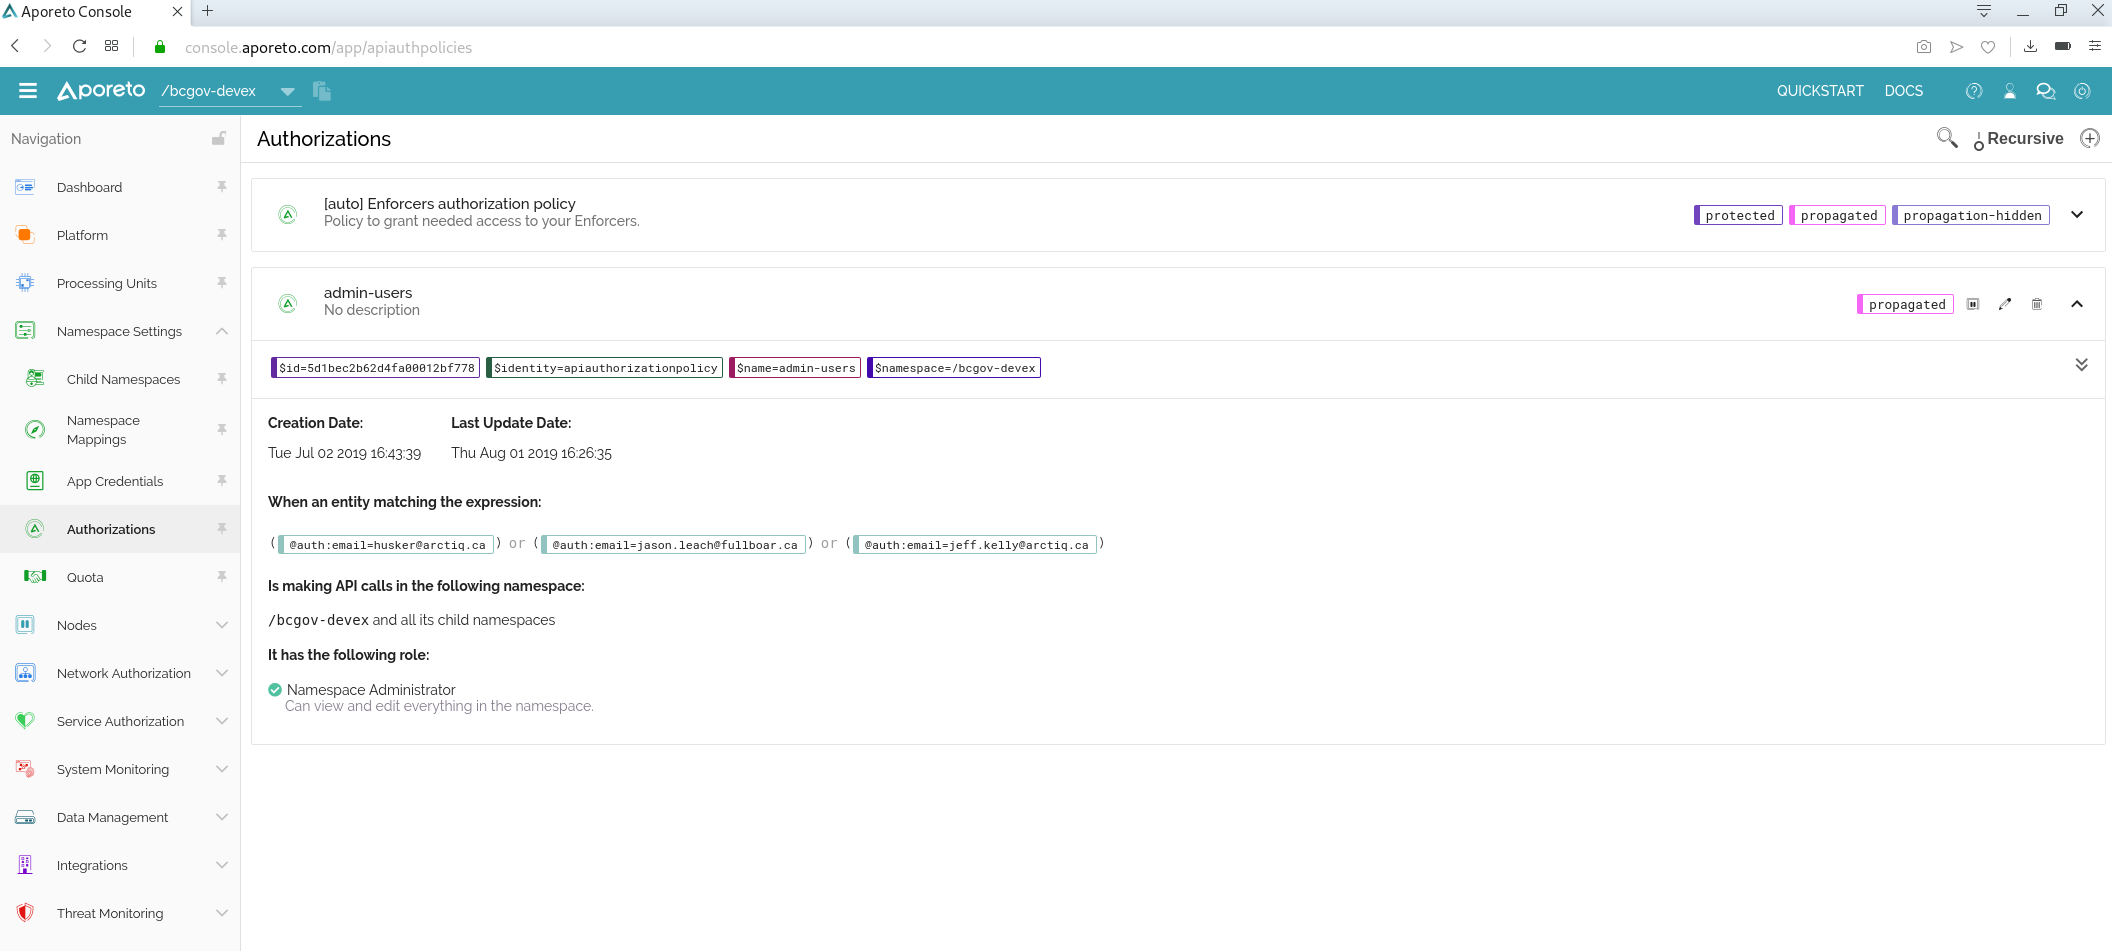 Aporeto Console
console.aporeto.com/app/apiauthpolicies
aporeto /bcgov-devex QUICKSTART DOCS
Navigation
Dashboard
Platform
Processing Units
Namespace Settings
Child Namespaces
Namespace
Mappings
App Credentials
Authorizations
Quota
Nodes
Network Authorization
Service Authorization
System Monitoring
Data Management
Integrations
Threat Monitoring
Authorizations Recursive
[auto] Enforcers authorization policy
Policy to grant needed access to your Enforcers.
protected propagated propagation-hidden
admin-users
No description
propagated
$id=5d1bec2b62d4fa00012bf778 $identity=apiauthorizationpolicy $name=admin-users $namespace=/bcgov-devex
Creation Date: Last Update Date:
Tue Jul 02 2019 16:43:39 Thu Aug 01 2019 16:26:35
When an entity matching the expression:
( @auth:email=husker@arctiq.ca ) or ( @auth:email=jason.leach@fullboar.ca ) or ( @auth:email=jeff.kelly@arctiq.ca )
Is making API calls in the following namespace:
/bcgov-devex and all its child namespaces
It has the following role:
Namespace Administrator
Can view and edit everything in the namespace.